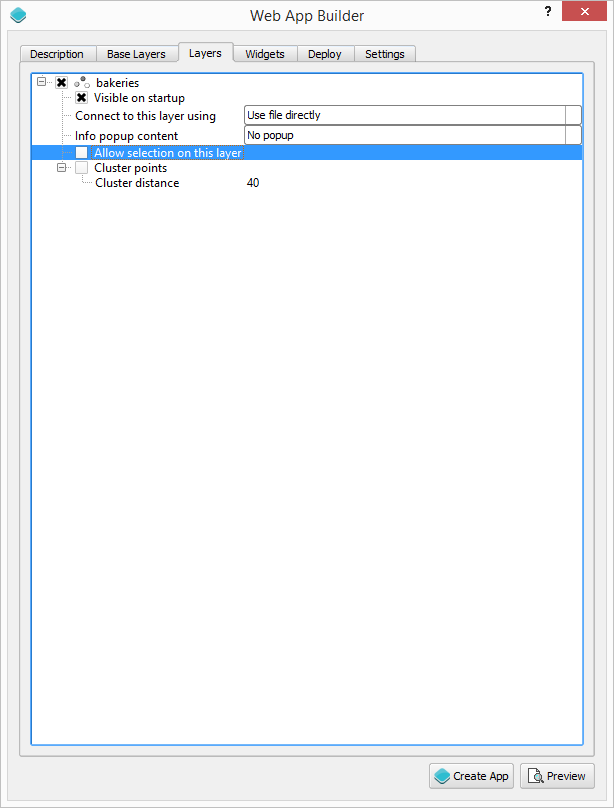 Web App Builder
?
Description Base Layers Layers Widgets Deploy Settings
bakeries
Visible on startup
Connect to this layer using Use file directly
Info popup content No popup
Allow selection on this layer
Cluster points
Cluster distance 40
Create App Preview